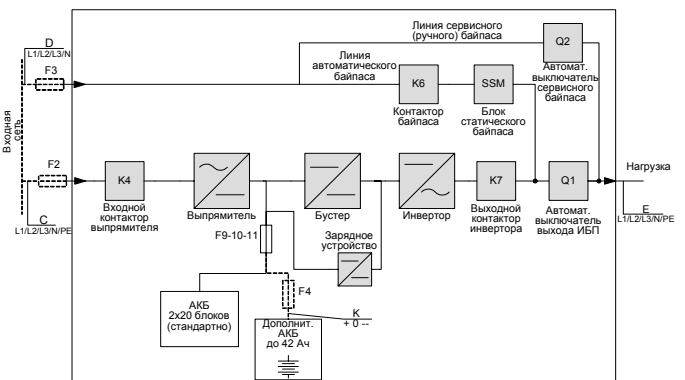 Линия сервисного
(ручного) байпаса
Q2
Автомат.
выключатель
сервисного
байпаса
D
L1/L2/L3/N
F3
Линия
автоматического
байпаса
K6
Контактор
байпаса
SSM
Блок
статического
байпаса
Входная
сеть
F2
C
L1/L2/L3/N/PE
K4
Входной
контактор
выпрямителя
Выпрямитель
Бустер
Инвертор
K7
Выходной
контактор
инвертора
Q1
Автомат.
выключатель
выхода ИБП
Нагрузка
E
L1/L2/L3/N/PE
F9-10-11
Зарядное
устройство
АКБ
2x20 блоков
(стандартно)
F4
K
+ 0 --
Дополнит.
АКБ
до 42 Ач